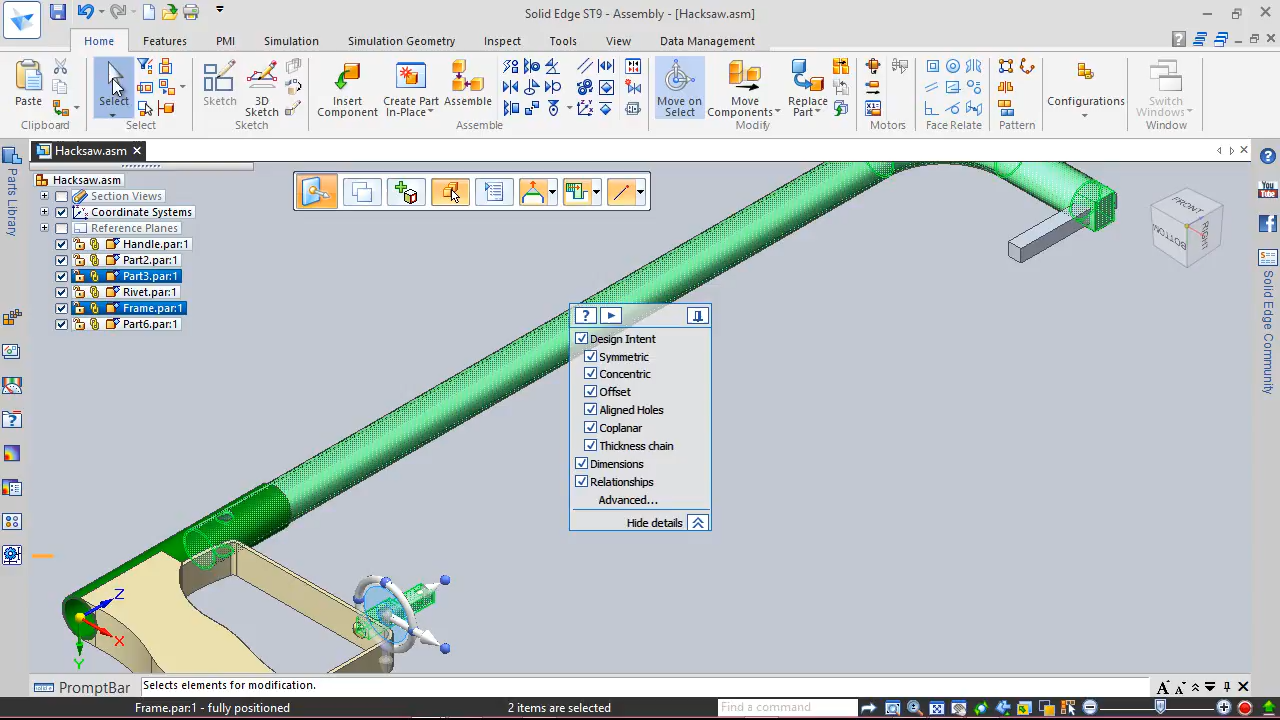 Solid Edge ST9 - Assembly - [Hacksaw.asm]
Home Features PMI Simulation Simulation Geometry Inspect Tools View Data Management
Paste Select Sketch 3D Sketch Insert Component Create Part In-Place Assemble Move on Select Move Components Replace Part Configurations Switch Windows
Clipboard Select Sketch Assemble Modify Motors Face Relate Pattern Window
Hacksaw.asm
Parts Library
Hacksaw.asm
Section Views
Coordinate Systems
Reference Planes
Handle.par:1
Part2.par:1
Part3.par:1
Rivet.par:1
Frame.par:1
Part6.par:1
FRONT
BOTTOM
You Tube
Solid Edge Community
?
Design Intent
Symmetric
Concentric
Offset
Aligned Holes
Coplanar
Thickness chain
Dimensions
Relationships
Advanced...
Hide details
Z
X
Y
PromptBar
Selects elements for modification.
Frame.par:1 - fully positioned 2 items are selected Find a command